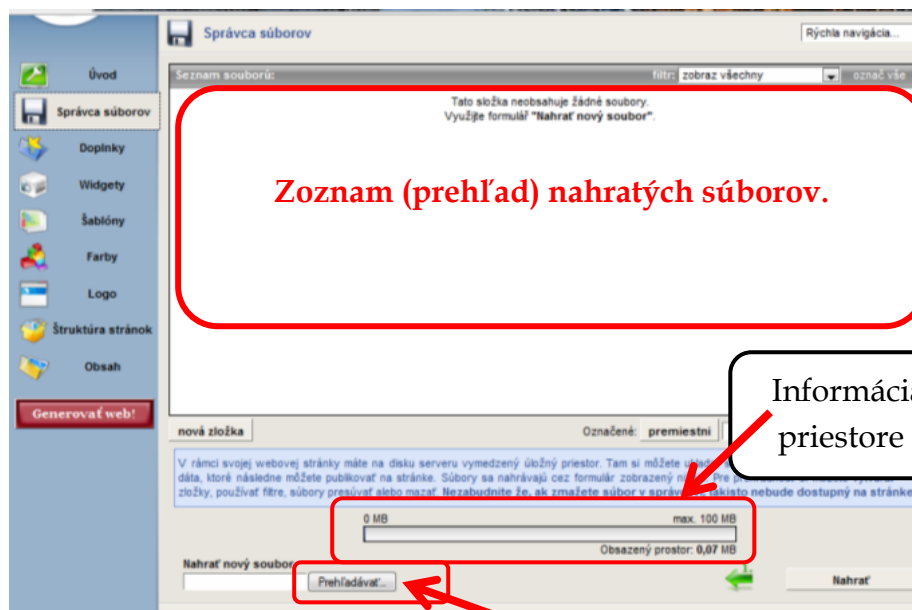 Správca súborov
Rýchla navigácia...
Úvod
Správca súborov
Doplnky
Widgety
Šablóny
Farby
Logo
Štruktúra stránok
Obsah
Generovať web!
Seznam souborů:
filtr: zobraz všechny
označ vše
Tato složka neobsahuje žádné soubory.
Využijte formulář "Nahrať nový soubor".
Zoznam (prehľad) nahratých súborov.
Informácia
priestore
nová zložka
Označené: premiestni
V rámci svojej webovej stránky máte na disku serveru vymedzený úložný priestor. Tam si môžete
dáta, ktoré následne môžete publikovať na stránke. Súbory sa nahrávajú cez formulár zobrazený Pre
zložky, používať filtre, súbory presúvať alebo mazať. Nezabudnite že, ak zmažete súbor v takisto nebude dostupný na stránke
0 MB
max. 100 MB
Obsazený prostor: 0,07 MB
Nahrať nový soubor
Prehľadávať...
Nahrať